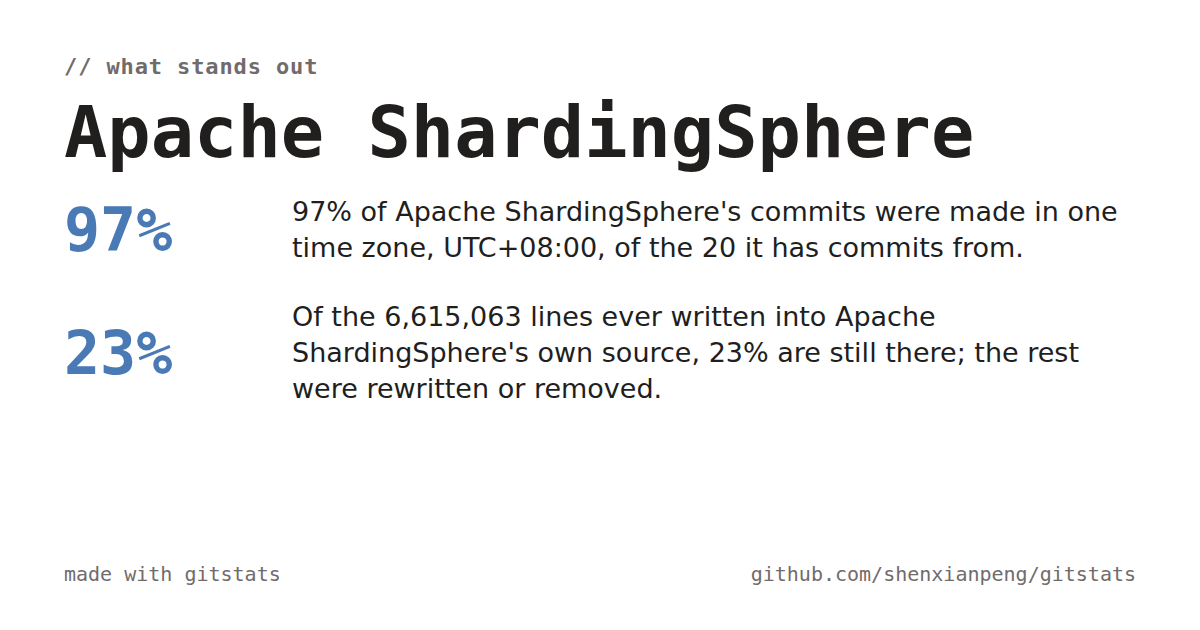 // what stands out
Apache ShardingSphere
97%
97% of Apache ShardingSphere's commits were made in one
time zone, UTC+08:00, of the 20 it has commits from.
23%
Of the 6,615,063 lines ever written into Apache
ShardingSphere's own source, 23% are still there; the rest
were rewritten or removed.
made with gitstats
github.com/shenxianpeng/gitstats